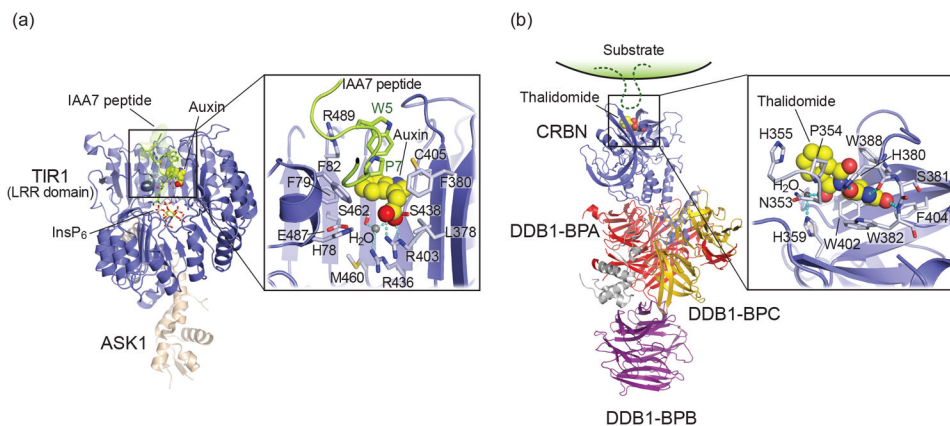 (a)
IAA7 peptide
Auxin
TIR1
(LRR domain)
InsP6
ASK1
IAA7 peptide
W5
R489
Auxin
C405
P7
F82
F79
F380
S462
S438
E487
H2O
L378
H78
R403
M460
R436
(b)
Substrate
CRBN
Thalidomide
DDB1-BPA
DDB1-BPC
DDB1-BPB
Thalidomide
P354
H355
W388
H380
H2O
S381
N353
F404
H359
W402
W382